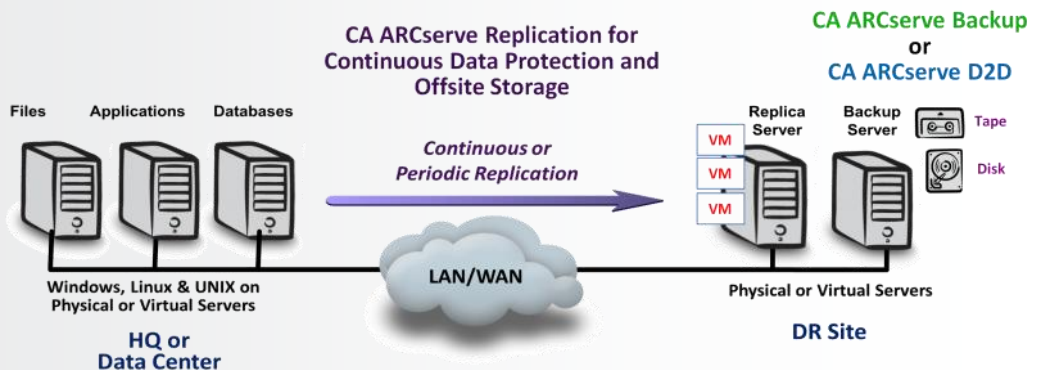 CA ARCserve Backup
or
CA ARCserve D2D
CA ARCserve Replication for
Continuous Data Protection and
Offsite Storage
Files
Applications
Databases
Replica
Server
Backup
Server
Tape
Disk
VM
VM
VM
Continuous or
Periodic Replication
LAN/WAN
Windows, Linux & UNIX on
Physical or Virtual Servers
Physical or Virtual Servers
HQ or
Data Center
DR Site